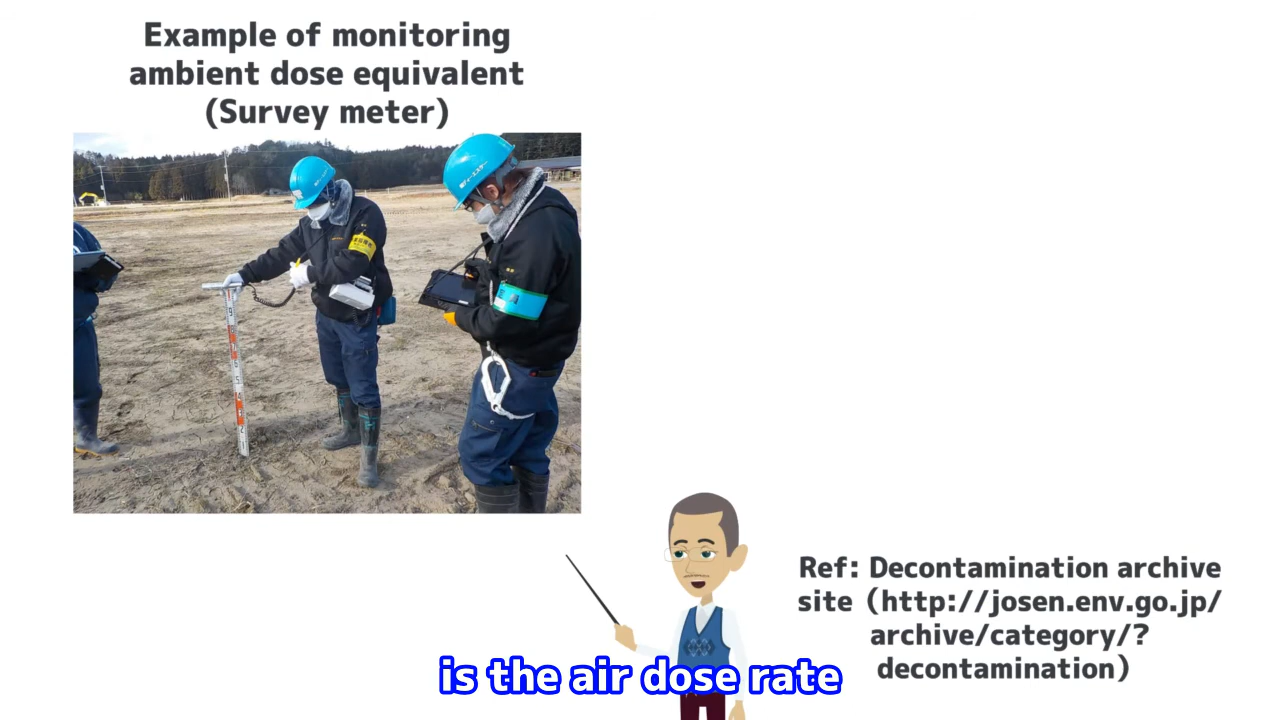 Example of monitoring
ambient dose equivalent
(Survey meter)
Ref: Decontamination archive
site (http://josen.env.go.jp/
archive/category/?
decontamination)
is the air dose rate